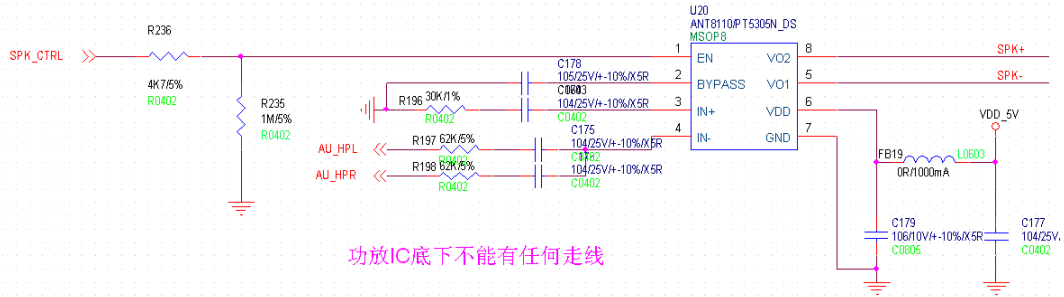 U20
ANT8110/PT5305N_DS
MSOP8
R236
SPK_CTRL
4K7/5%
R0402
R235
1M/5%
R0402
1 EN VO2 8 SPK+
2 BYPASS VO1 5 SPK-
3 IN+ VDD 6
4 IN- GND 7
C178
105/25V/+-10%/X5R
104/25V/+-10%/X5R
C0402
R196 30K/1%
R0402
C175
104/25V/+-10%/X5R
104/25V/+-10%/X5R
C0402
AU_HPL R197 62K/5%
R0402
AU_HPR R198 62K/5%
R0402
VDD_5V
FB19 L0603
0R/1000mA
C179
106/10V/+-10%/X5R
C0805
C177
104/25V
C0402
功放IC底下不能有任何走线